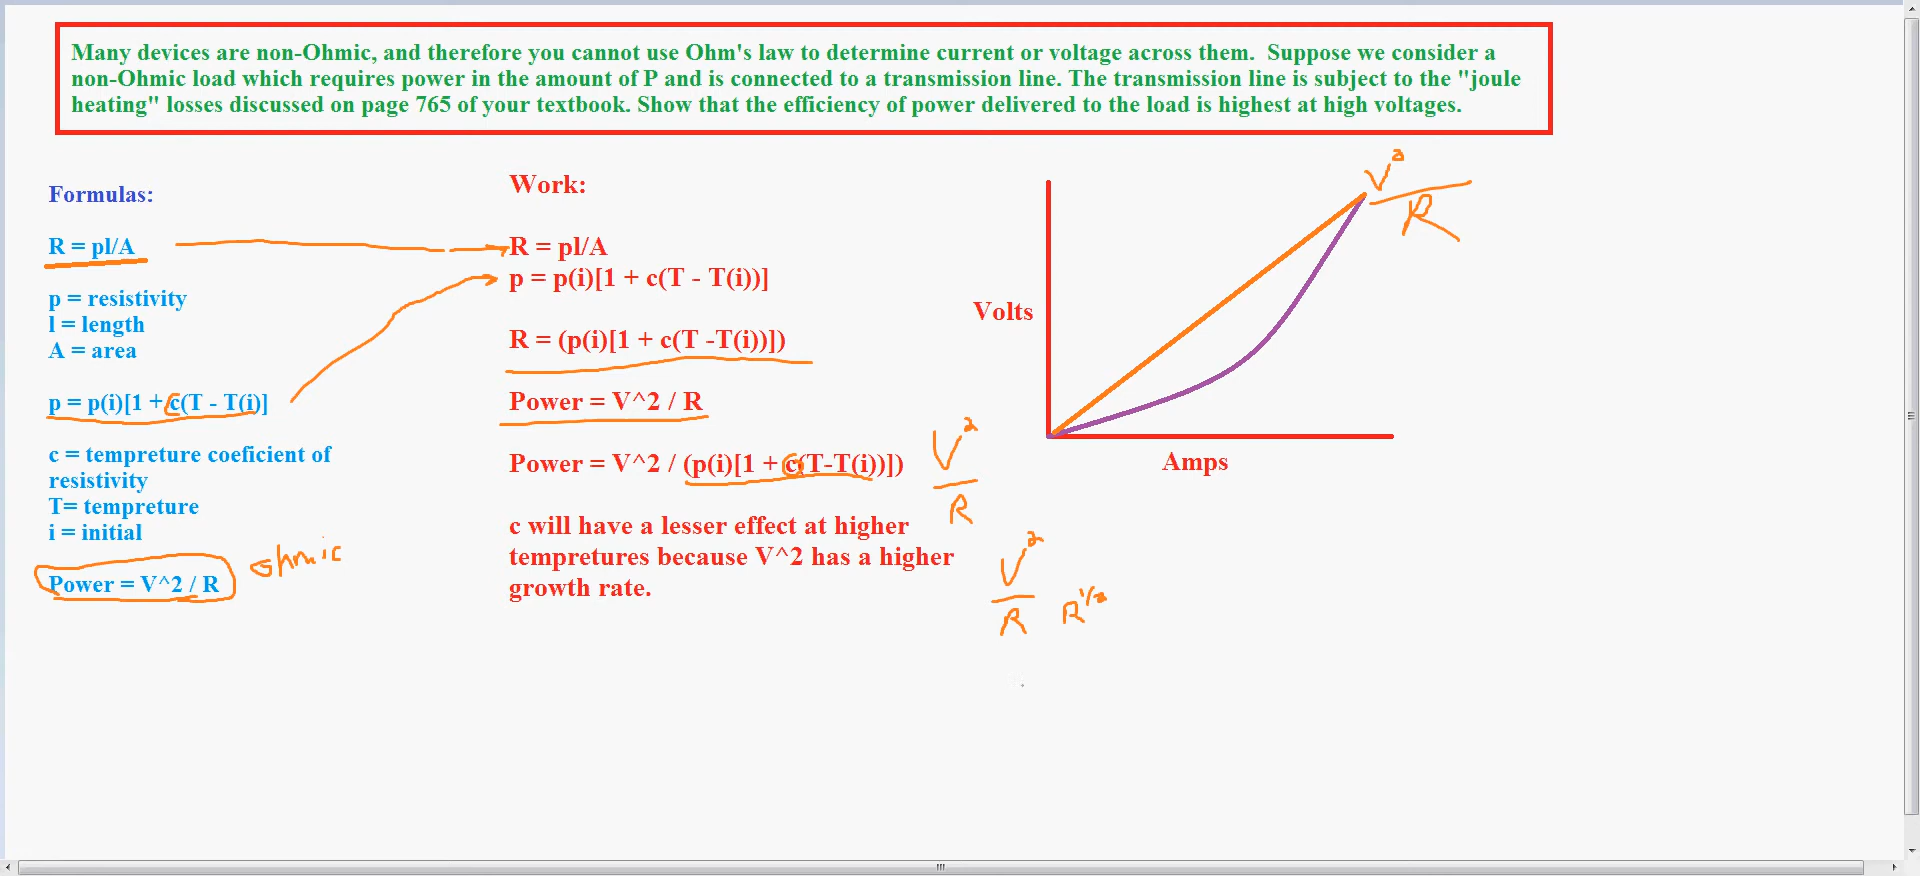 Many devices are non-Ohmic, and therefore you cannot use Ohm's law to determine current or voltage across them.  Suppose we consider a
non-Ohmic load which requires power in the amount of P and is connected to a transmission line. The transmission line is subject to the "joule
heating" losses discussed on page 765 of your textbook. Show that the efficiency of power delivered to the load is highest at high voltages.
Formulas:
R = pl/A
p = resistivity
l = length
A = area
p = p(i)[1 + c(T - T(i)]
c = tempreture coeficient of
resistivity
T= tempreture
i = initial
Power = V^2 / R
ohmic
Work:
R = pl/A
p = p(i)[1 + c(T - T(i))]
R = (p(i)[1 + c(T -T(i))])
Power = V^2 / R
Power = V^2 / (p(i)[1 + c(T-T(i))])
V²
R
c will have a lesser effect at higher
tempretures because V^2 has a higher
growth rate.
V²
R R^1/2
V²
R
Volts
Amps